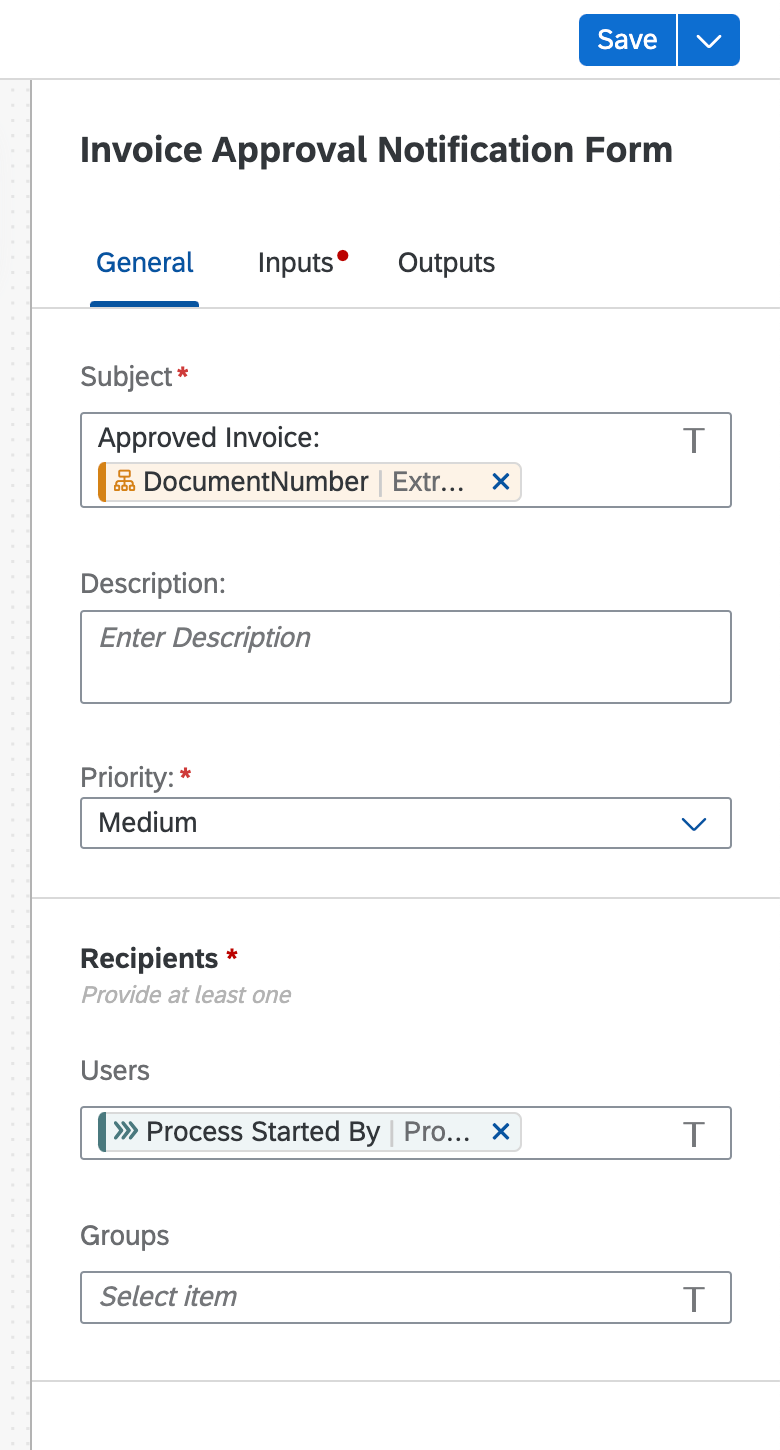 Save
Invoice Approval Notification Form
General Inputs Outputs
Subject*
Approved Invoice:
DocumentNumber | Extr...
Description:
Enter Description
Priority:*
Medium
Recipients *
Provide at least one
Users
Process Started By | Pro...
Groups
Select item